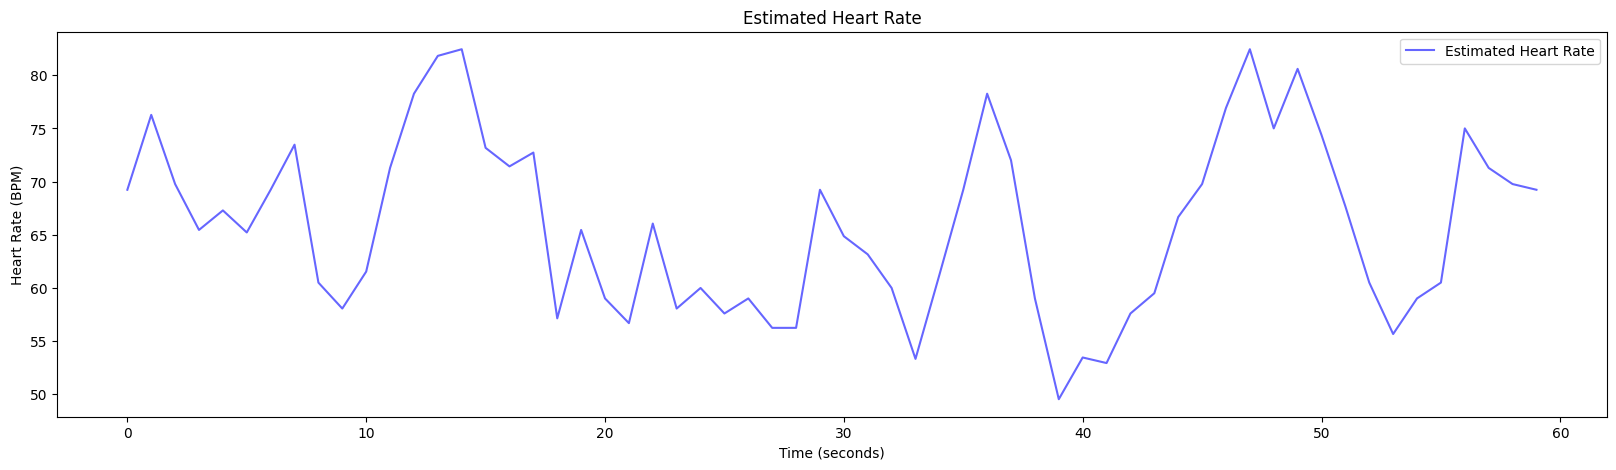 Estimated Heart Rate
Estimated Heart Rate
Heart Rate (BPM)
80
75
70
65
60
55
50
0 10 20 30 40 50 60
Time (seconds)